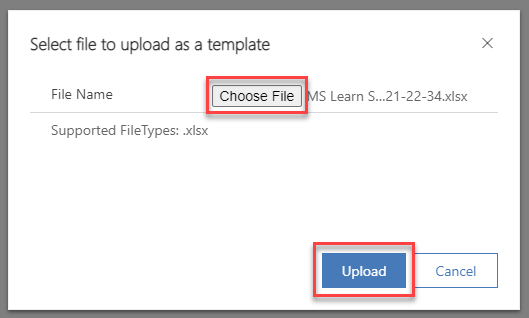 Select file to upload as a template
File Name Choose File MS Learn S...21-22-34.xlsx
Supported FileTypes: .xlsx
Upload Cancel